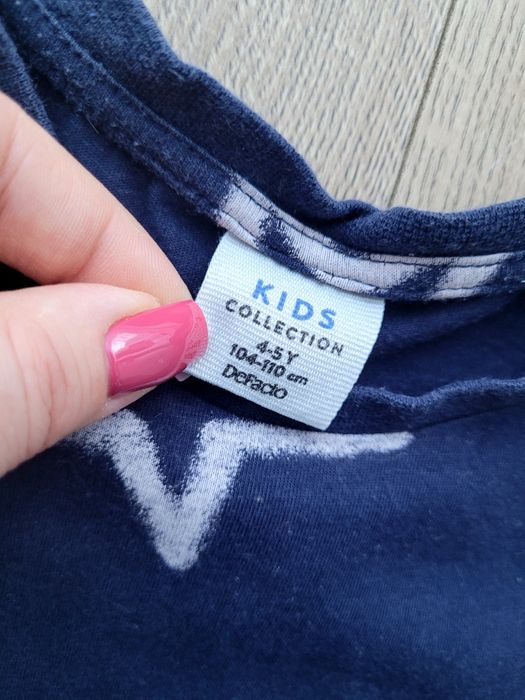 KIDS
COLLECTION
4-5 Y
104-110 cm
DeFacto